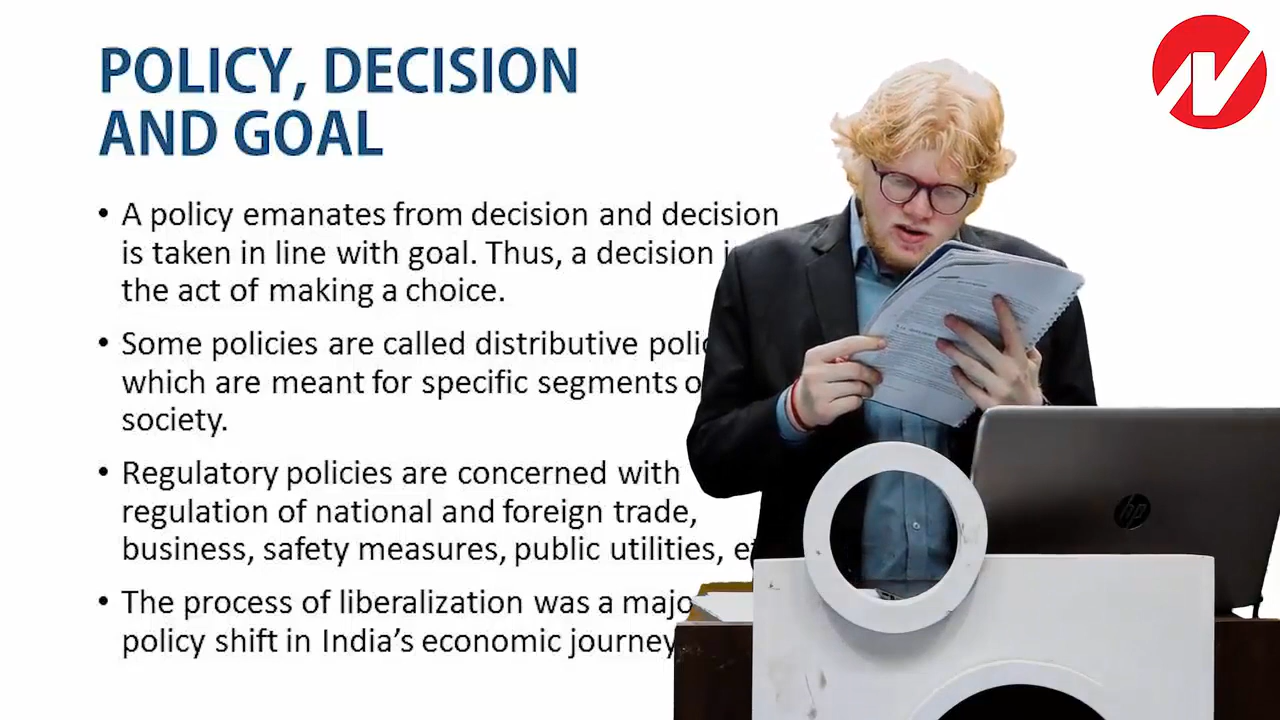 POLICY, DECISION
AND GOAL
• A policy emanates from decision and decision
is taken in line with goal. Thus, a decision
the act of making a choice.
• Some policies are called distributive
which are meant for specific segments
society.
• Regulatory policies are concerned with
regulation of national and foreign trade,
business, safety measures, public utilities,
• The process of liberalization was a
policy shift in India’s economic journey
hp